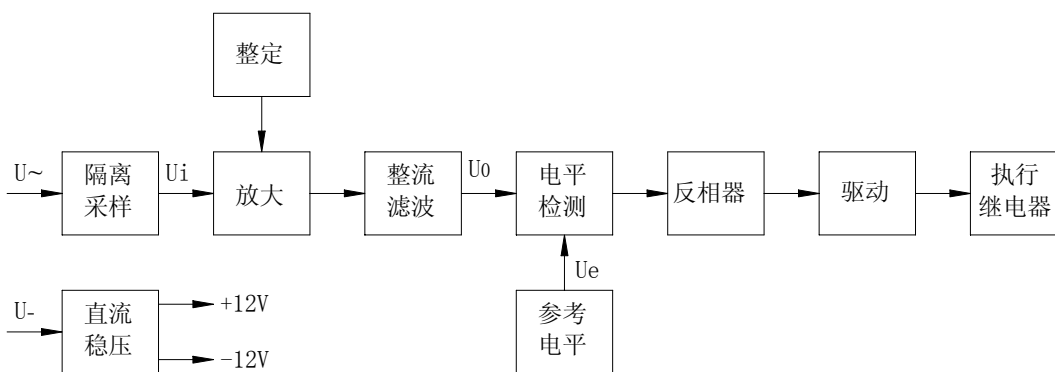 整定
U~
隔离
采样
Ui
放大
整流
滤波
U0
电平
检测
反相器
驱动
执行
继电器
Ue
U-
直流
稳压
+12V
-12V
参考
电平